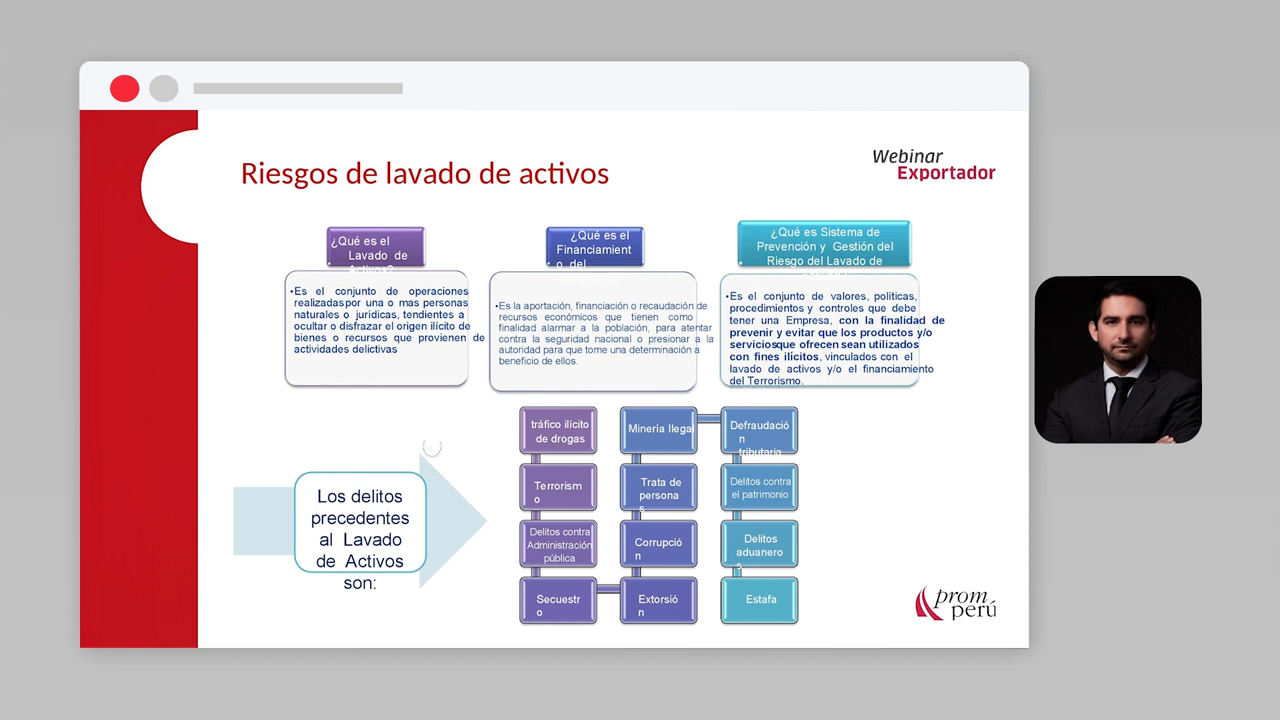 Riesgos de lavado de activos
Webinar
Exportador
¿Qué es el
Lavado de
¿Qué es el
Financiamient
o del
¿Qué es Sistema de
Prevención y Gestión del
Riesgo del Lavado de
•Es el conjunto de operaciones
realizadas por una o mas personas
naturales o jurídicas, tendientes a
ocultar o disfrazar el origen ilícito de
bienes o recursos que provienen de
actividades delictivas
•Es la aportación, financiación o recaudación de
recursos económicos que tienen como
finalidad alarmar a la población, para atentar
contra la seguridad nacional o presionar a la
autoridad para que tome una determinación a
beneficio de ellos.
•Es el conjunto de valores, políticas,
procedimientos y controles que debe
tener una Empresa, con la finalidad de
prevenir y evitar que los productos y/o
servicios que ofrecen sean utilizados
con fines ilícitos, vinculados con el
lavado de activos y/o el financiamiento
del Terrorismo.
Los delitos
precedentes
al Lavado
de Activos
son:
tráfico ilícito
de drogas
Terrorism
o
Delitos contra
Administración
pública
Secuestr
o
Minería Ilegal
Trata de
persona
s
Corrupció
n
Extorsió
n
Defraudació
n
tributaria
Delitos contra
el patrimonio
Delitos
aduanero
s
Estafa
prom
perú